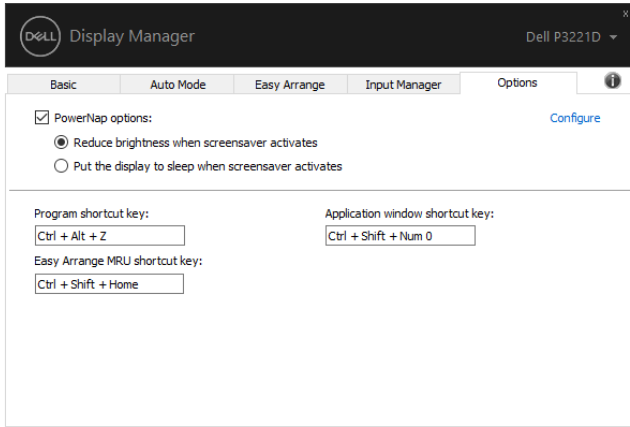 x
DELL Display Manager Dell P3221D
Basic Auto Mode Easy Arrange Input Manager Options i
PowerNap options: Configure
Reduce brightness when screensaver activates
Put the display to sleep when screensaver activates
Program shortcut key: Application window shortcut key:
Ctrl + Alt + Z Ctrl + Shift + Num 0
Easy Arrange MRU shortcut key:
Ctrl + Shift + Home